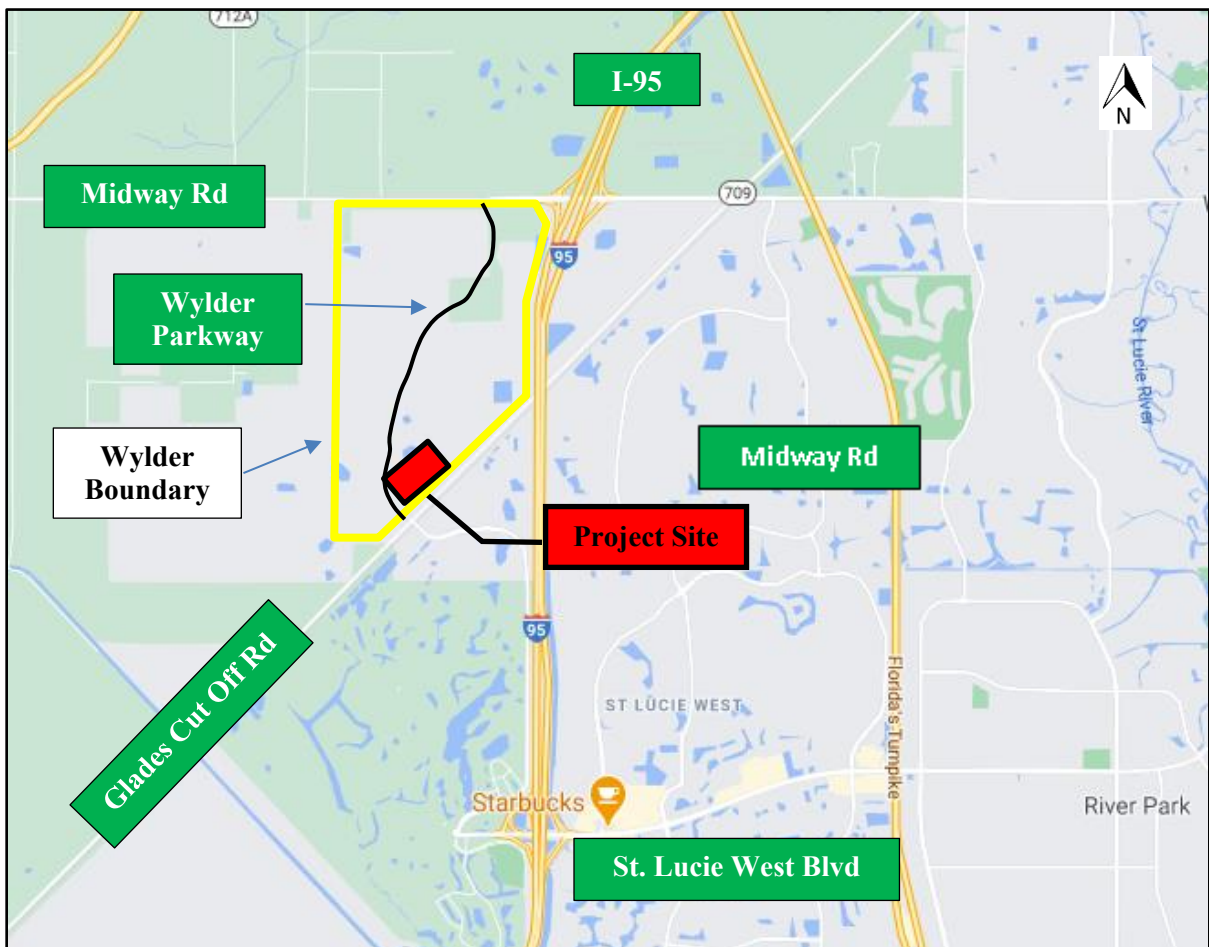 712A
I-95
N
Midway Rd
709
95
Wylder
Parkway
St Lucie River
Midway Rd
Wylder
Boundary
Project Site
95
Glades Cut Off Rd
ST LUCIE WEST
Florida's Turnpike
Starbucks
River Park
St. Lucie West Blvd